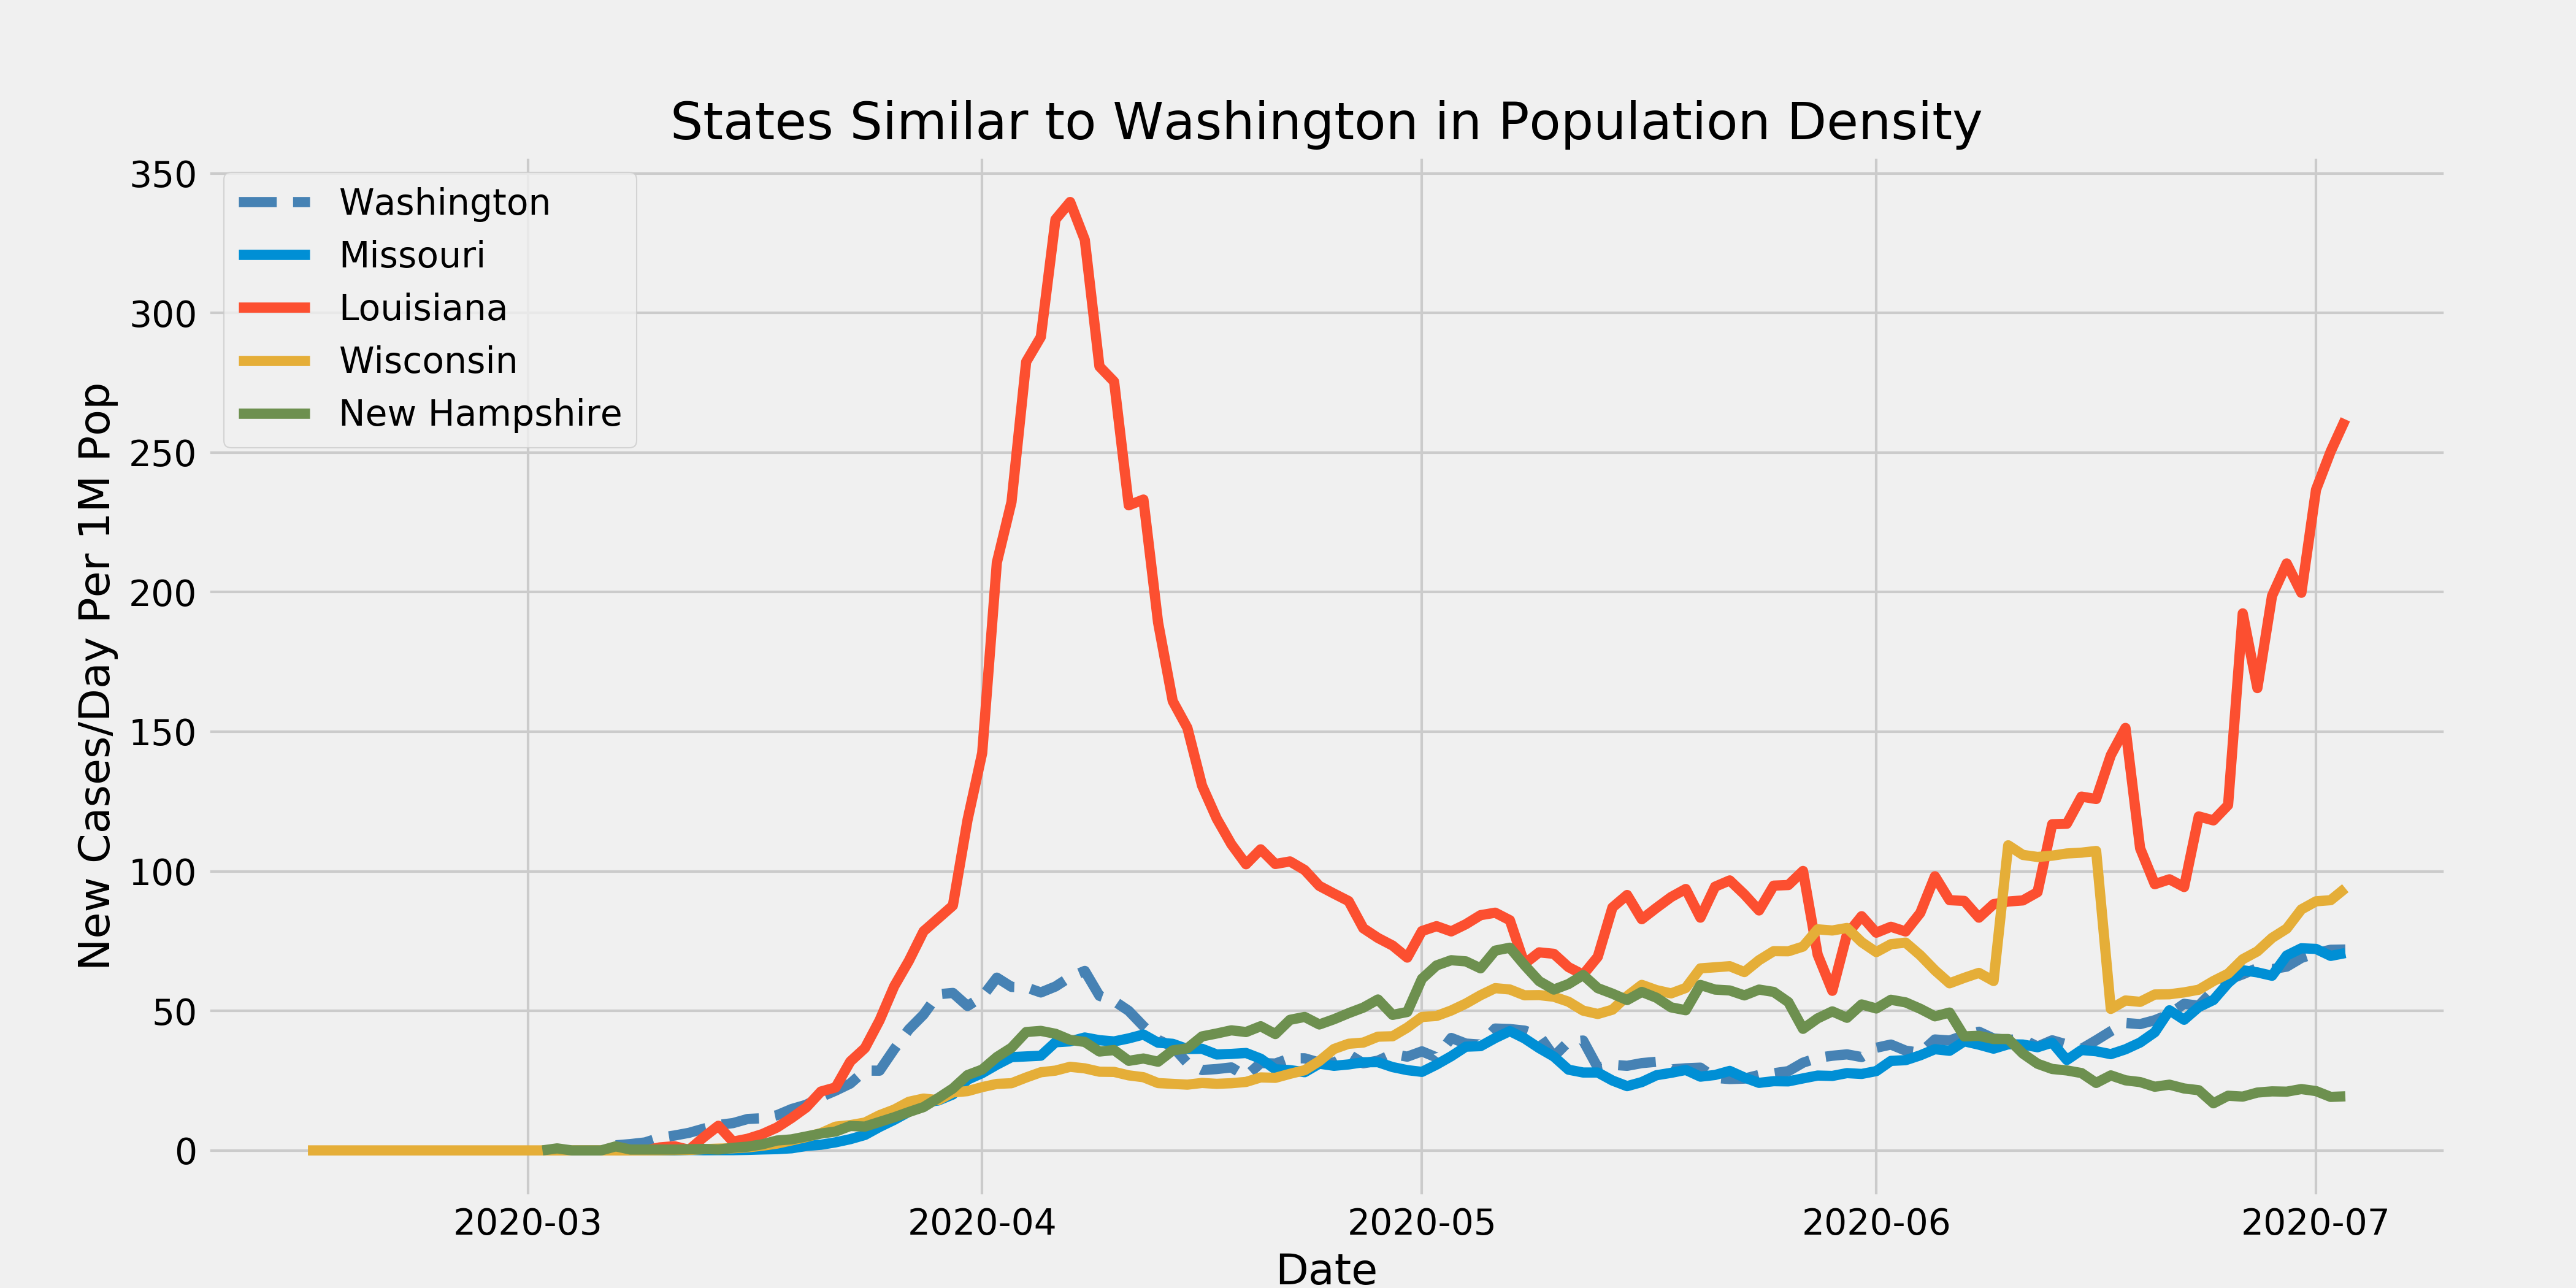 States Similar to Washington in Population Density
New Cases/Day Per 1M Pop
350
300
250
200
150
100
50
0
Washington
Missouri
Louisiana
Wisconsin
New Hampshire
2020-03
2020-04
2020-05
2020-06
2020-07
Date